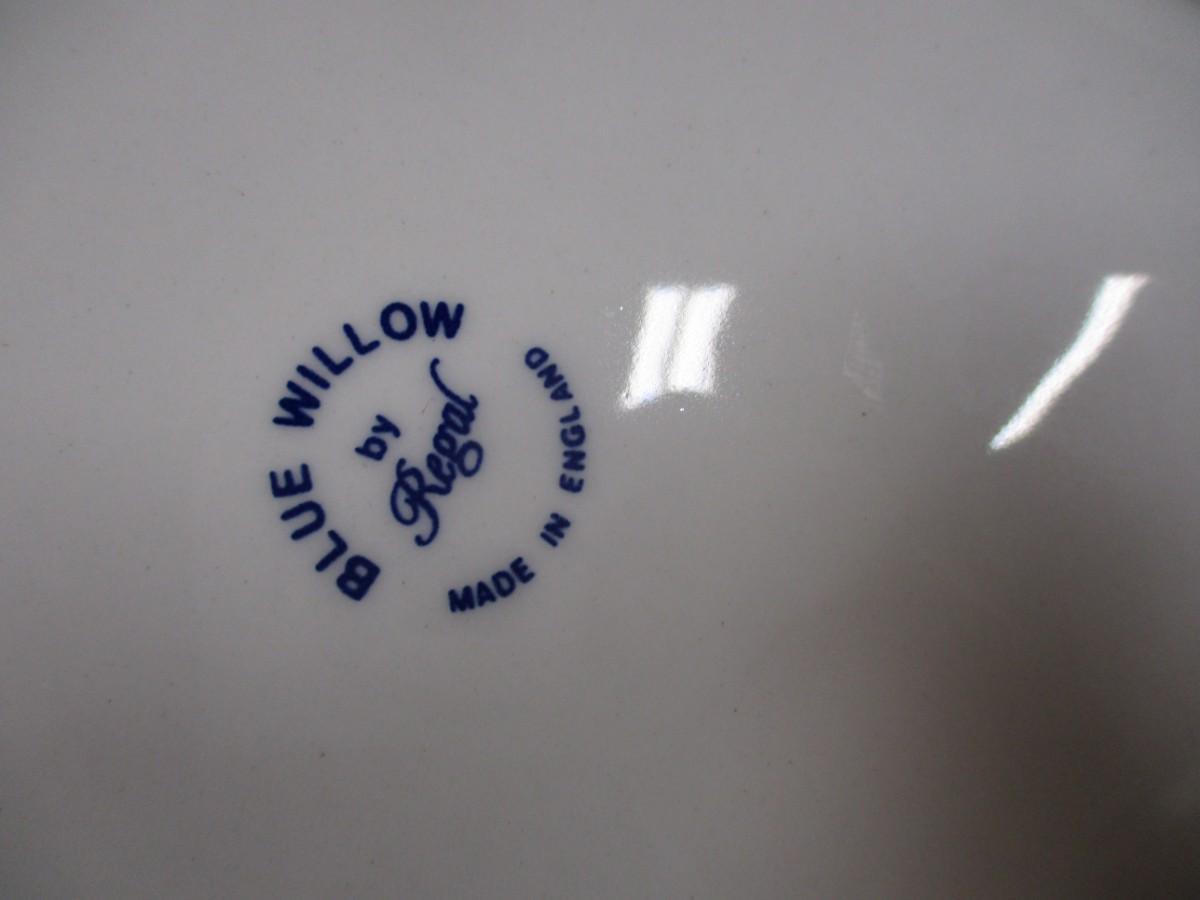 BLUE WILLOW
by
Regal
MADE IN ENGLAND